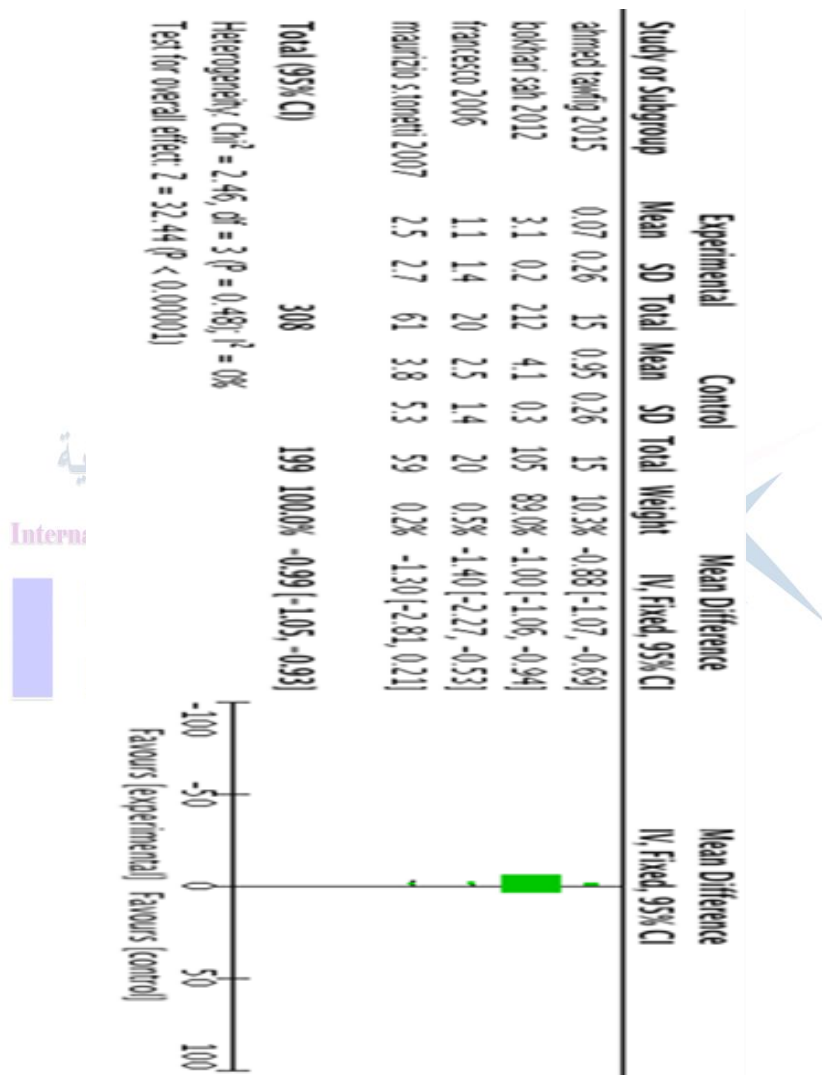 Experimental Control Mean Difference Mean Difference
Study or Subgroup Mean SD Total Mean SD Total Weight IV, Fixed, 95% CI IV, Fixed, 95% CI
ahmed tawfig 2015 0.07 0.26 15 0.95 0.26 15 10.3% -0.88 [-1.07, -0.69]
bokhari sah 2012 3.1 0.2 212 4.1 0.3 105 89.0% -1.00 [-1.06, -0.94]
francesco 2006 1.1 1.4 20 2.5 1.4 20 0.5% -1.40 [-2.27, -0.53]
maurizio s.tonetti 2007 2.5 2.7 61 3.8 5.3 59 0.2% -1.30 [-2.81, 0.21]
Total (95% CI) 308 199 100.0% -0.99 [-1.05, -0.93]
Heterogeneity: Chi² = 2.46, df = 3 (P = 0.48); I² = 0%
Test for overall effect: Z = 32.44 (P < 0.00001)
-100 -50 0 50 100
Favours [experimental] Favours [control]